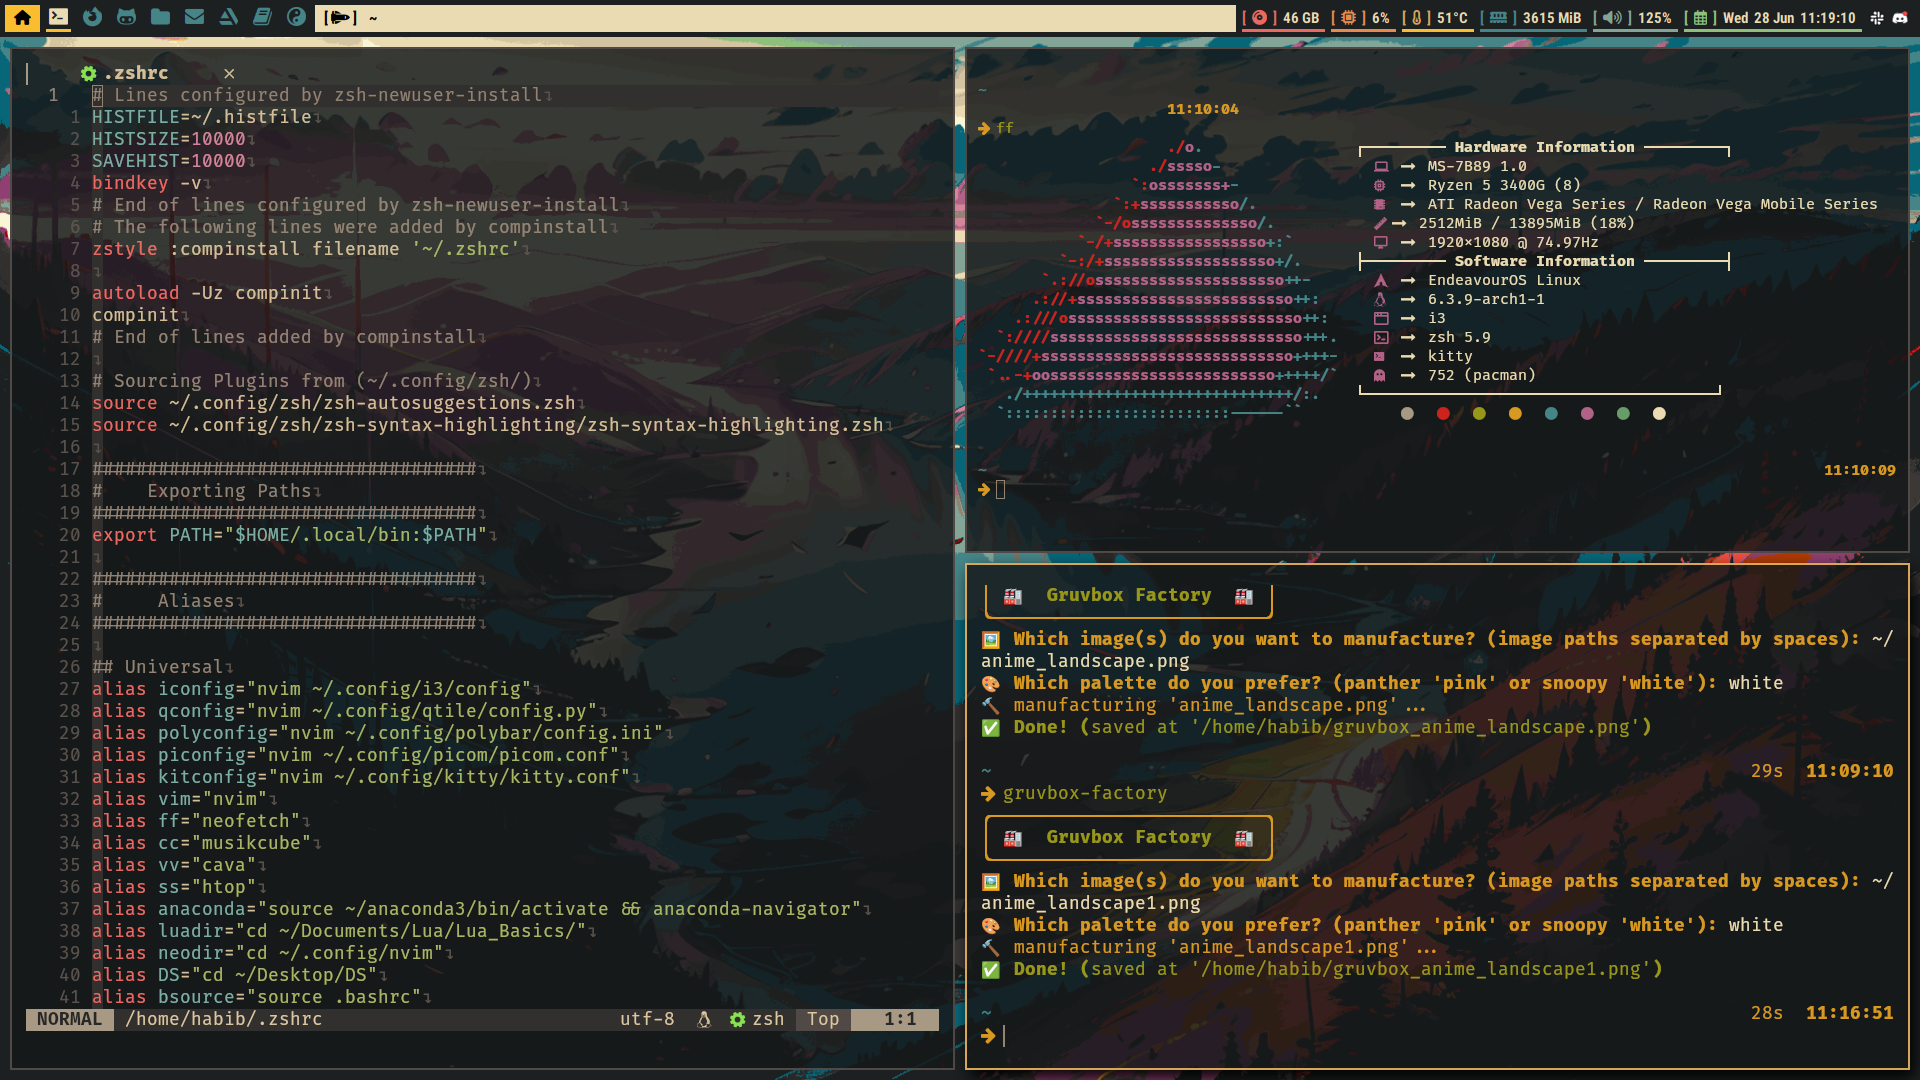 [ ] ~ [ 46 GB [ 6% [ 51°C [ 3615 MiB [ 125% [ Wed 28 Jun 11:19:10
.zshrc ×
1 # Lines configured by zsh-newuser-install
1 HISTFILE=~/.histfile
2 HISTSIZE=10000
3 SAVEHIST=10000
4 bindkey -v
5 # End of lines configured by zsh-newuser-install
6 # The following lines were added by compinstall
7 zstyle :compinstall filename '~/.zshrc'
8
9 autoload -Uz compinit
10 compinit
11 # End of lines added by compinstall
12
13 # Sourcing Plugins from (~/.config/zsh/)
14 source ~/.config/zsh/zsh-autosuggestions.zsh
15 source ~/.config/zsh/zsh-syntax-highlighting/zsh-syntax-highlighting.zsh
16
17 ###################################
18 #    Exporting Paths
19 ###################################
20 export PATH="$HOME/.local/bin:$PATH"
21
22 ###################################
23 #     Aliases
24 ###################################
25
26 ## Universal
27 alias iconfig="nvim ~/.config/i3/config"
28 alias qconfig="nvim ~/.config/qtile/config.py"
29 alias polyconfig="nvim ~/.config/polybar/config.ini"
30 alias piconfig="nvim ~/.config/picom/picom.conf"
31 alias kitconfig="nvim ~/.config/kitty/kitty.conf"
32 alias vim="nvim"
33 alias ff="neofetch"
34 alias cc="musikcube"
35 alias vv="cava"
36 alias ss="htop"
37 alias anaconda="source ~/anaconda3/bin/activate && anaconda-navigator"
38 alias luadir="cd ~/Documents/Lua/Lua_Basics/"
39 alias neodir="cd ~/.config/nvim"
40 alias DS="cd ~/Desktop/DS"
41 alias bsource="source .bashrc"
NORMAL /home/habib/.zshrc utf-8 zsh Top 1:1
~
11:10:04
➜ ff
Hardware Information
MS-7B89 1.0
Ryzen 5 3400G (8)
ATI Radeon Vega Series / Radeon Vega Mobile Series
2512MiB / 13895MiB (18%)
1920×1080 @ 74.97Hz
Software Information
EndeavourOS Linux
6.3.9-arch1-1
i3
zsh 5.9
kitty
752 (pacman)
~ 11:10:09
➜
Gruvbox Factory
Which image(s) do you want to manufacture? (image paths separated by spaces): ~/
anime_landscape.png
Which palette do you prefer? (panther 'pink' or snoopy 'white'): white
manufacturing 'anime_landscape.png' ...
Done! (saved at '/home/habib/gruvbox_anime_landscape.png')
~ 29s 11:09:10
➜ gruvbox-factory
Gruvbox Factory
Which image(s) do you want to manufacture? (image paths separated by spaces): ~/
anime_landscape1.png
Which palette do you prefer? (panther 'pink' or snoopy 'white'): white
manufacturing 'anime_landscape1.png' ...
Done! (saved at '/home/habib/gruvbox_anime_landscape1.png')
~ 28s 11:16:51
➜